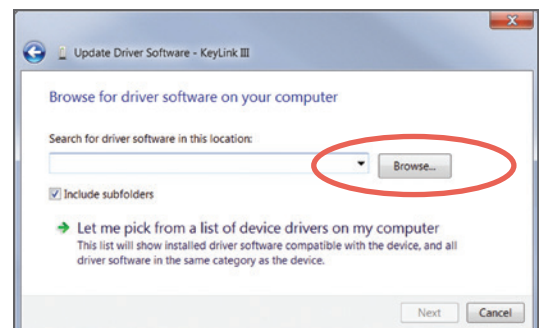 Update Driver Software - KeyLink III
Browse for driver software on your computer
Search for driver software in this location:
Browse...
Include subfolders
Let me pick from a list of device drivers on my computer
This list will show installed driver software compatible with the device, and all
driver software in the same category as the device.
Next Cancel